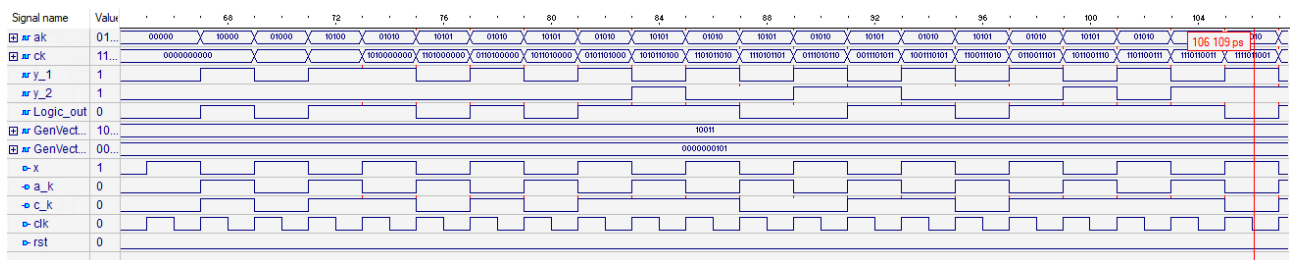 Signal name Value 68 72 76 80 84 88 92 96 100 104
ak 01... 00000 10000 01000 10100 01010 10101 01010 10101 01010 10101 01010 10101 01010 10101 01010 10101 01010 10101 01010 10101
ck 11... 0000000000 1010000000 1101000000 0110100000 1011010000 0101101000 1010110100 1101011010 1110101101 0111010110 0011101011 1001110101 1100111010 0110011101 1011001110 1101100111 1110110011 1111011001
y_1 1
y_2 1
Logic_out 0
GenVect... 10... 10011
GenVect... 00... 0000000101
x 1
a_k 0
c_k 0
clk 0
rst 0
106 109 ps